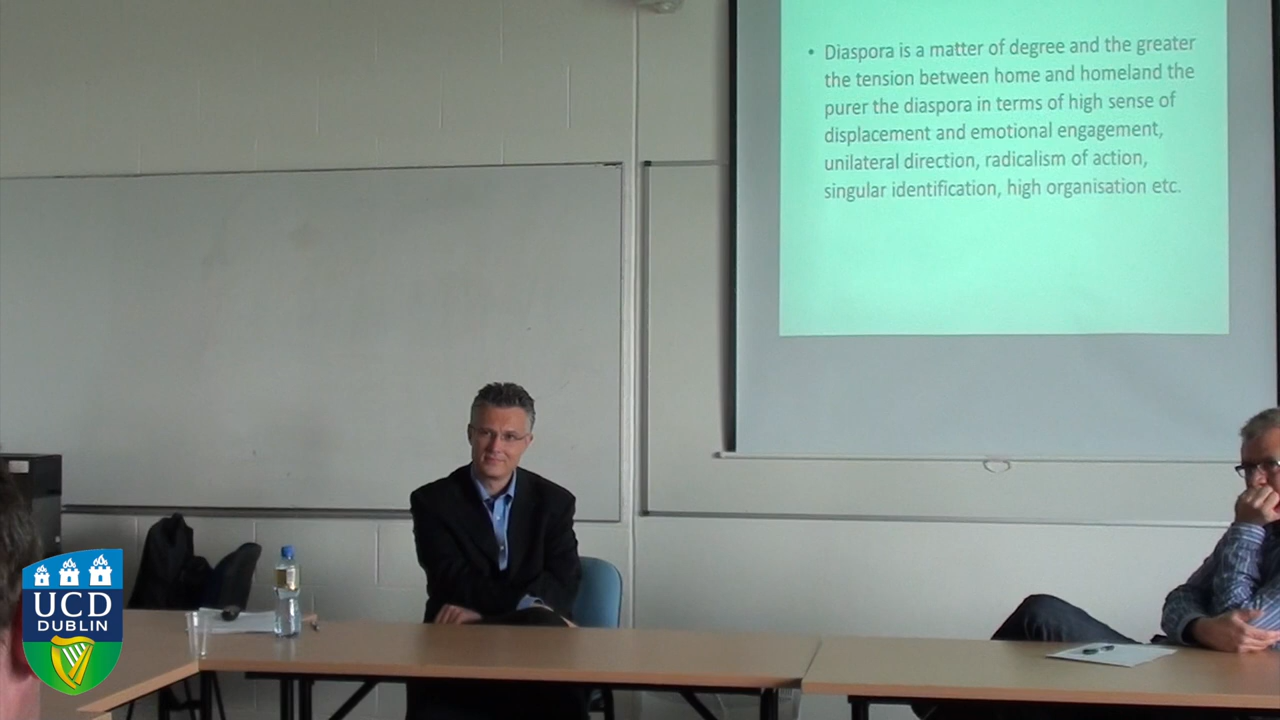 • Diaspora is a matter of degree and the greater
the tension between home and homeland the
purer the diaspora in terms of high sense of
displacement and emotional engagement,
unilateral direction, radicalism of action,
singular identification, high organisation etc.
UCD
DUBLIN